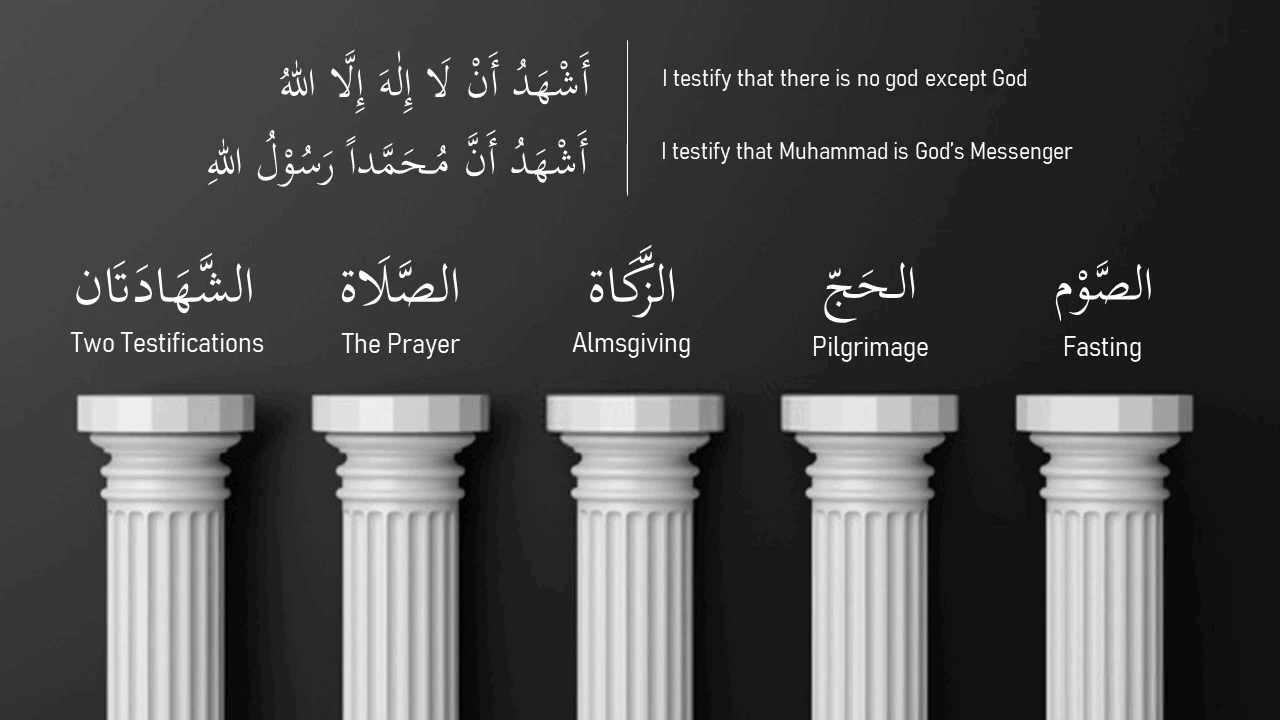 أَشْهَدُ أَنْ لَا إِلٰهَ إِلَّا اللهُ
I testify that there is no god except God
أَشْهَدُ أَنَّ مُحَمَّداً رَسُوْلُ اللهِ
I testify that Muhammad is God's Messenger
الشَّهَادَتَان
الصَّلَاة
الزَّكَاة
الحَجّ
الصَّوْم
Two Testifications
The Prayer
Almsgiving
Pilgrimage
Fasting